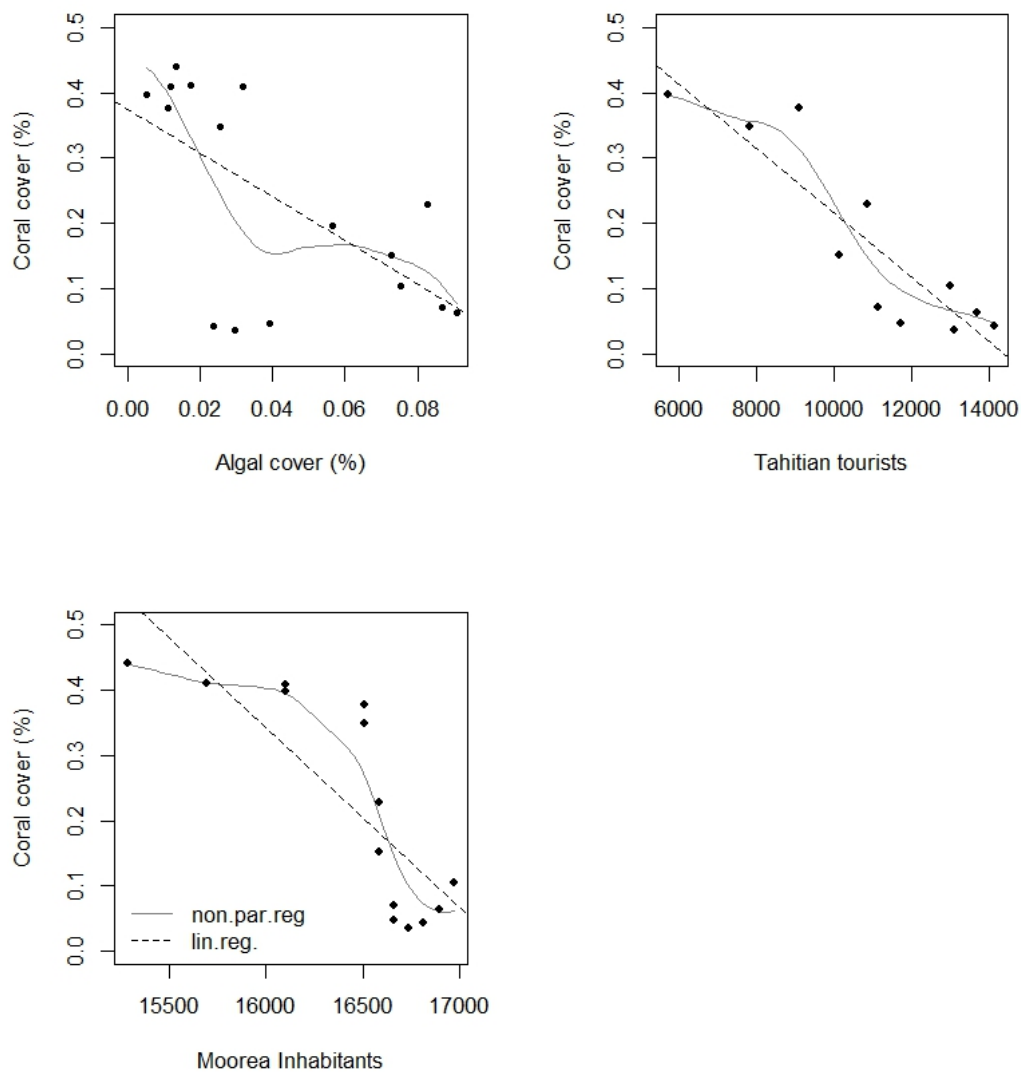 Coral cover (%)
0.0 0.1 0.2 0.3 0.4 0.5
0.00 0.02 0.04 0.06 0.08
Algal cover (%)
Coral cover (%)
0.0 0.1 0.2 0.3 0.4 0.5
6000 8000 10000 12000 14000
Tahitian tourists
Coral cover (%)
0.0 0.1 0.2 0.3 0.4 0.5
non.par.reg
lin.reg.
15500 16000 16500 17000
Moorea Inhabitants